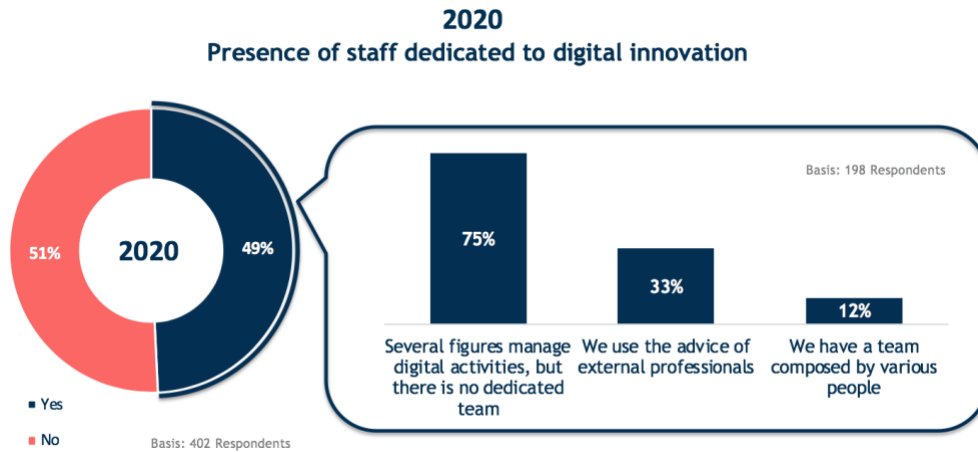 2020
Presence of staff dedicated to digital innovation
51%
2020
49%
Yes
No
Basis: 402 Respondents
Basis: 198 Respondents
75%
33%
12%
Several figures manage
digital activities, but
there is no dedicated
team
We use the advice of
external professionals
We have a team
composed by various
people